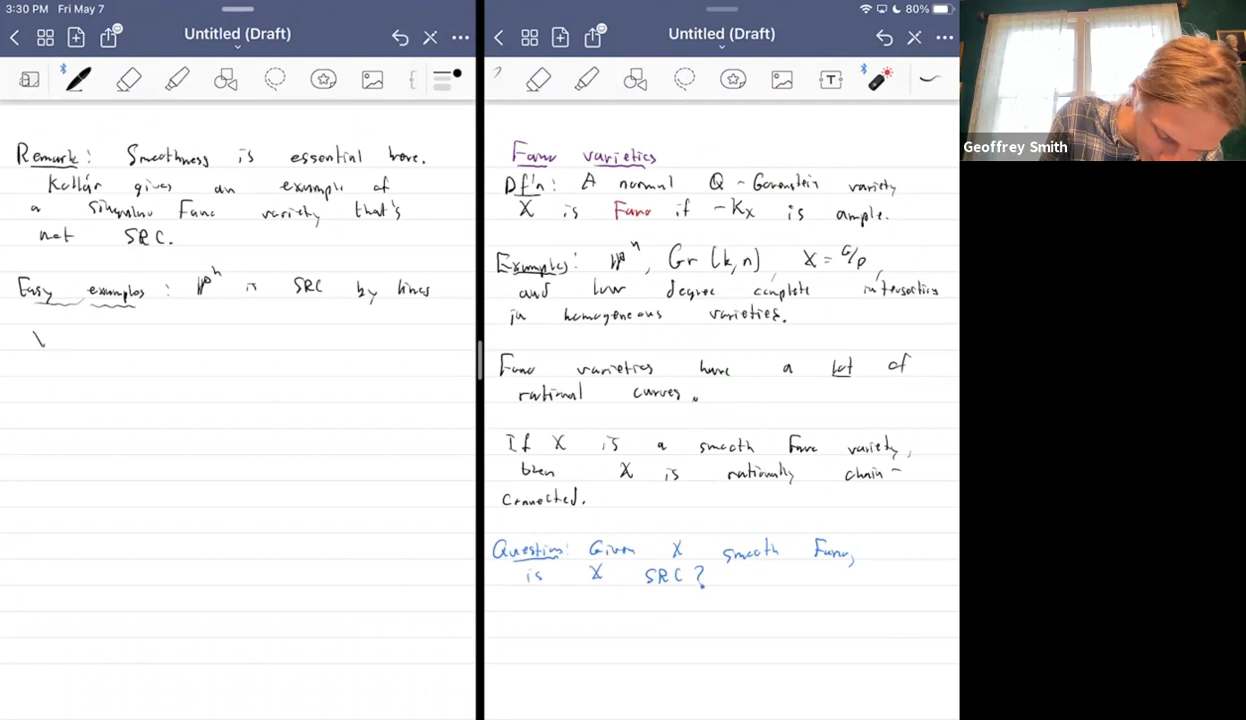 3:30 PM Fri May 7
80%
Untitled (Draft)
Untitled (Draft)
Geoffrey Smith
Remark: Smoothness is essential here.
Kollár gives an example of
a singular Fano variety that's
not SRC.
Easy examples: ℙⁿ is SRC by lines
Fano varieties
Df'n: A normal Q-Gorenstein variety
X is Fano if -K_X is ample.
Examples: ℙⁿ, Gr(k,n) X = G/P,
and low degree complete intersections
in homogeneous varieties.
Fano varieties have a lot of
rational curves.
If X is a smooth Fano variety,
then X is rationally chain-
connected.
Question: Given X smooth Fano,
is X SRC?